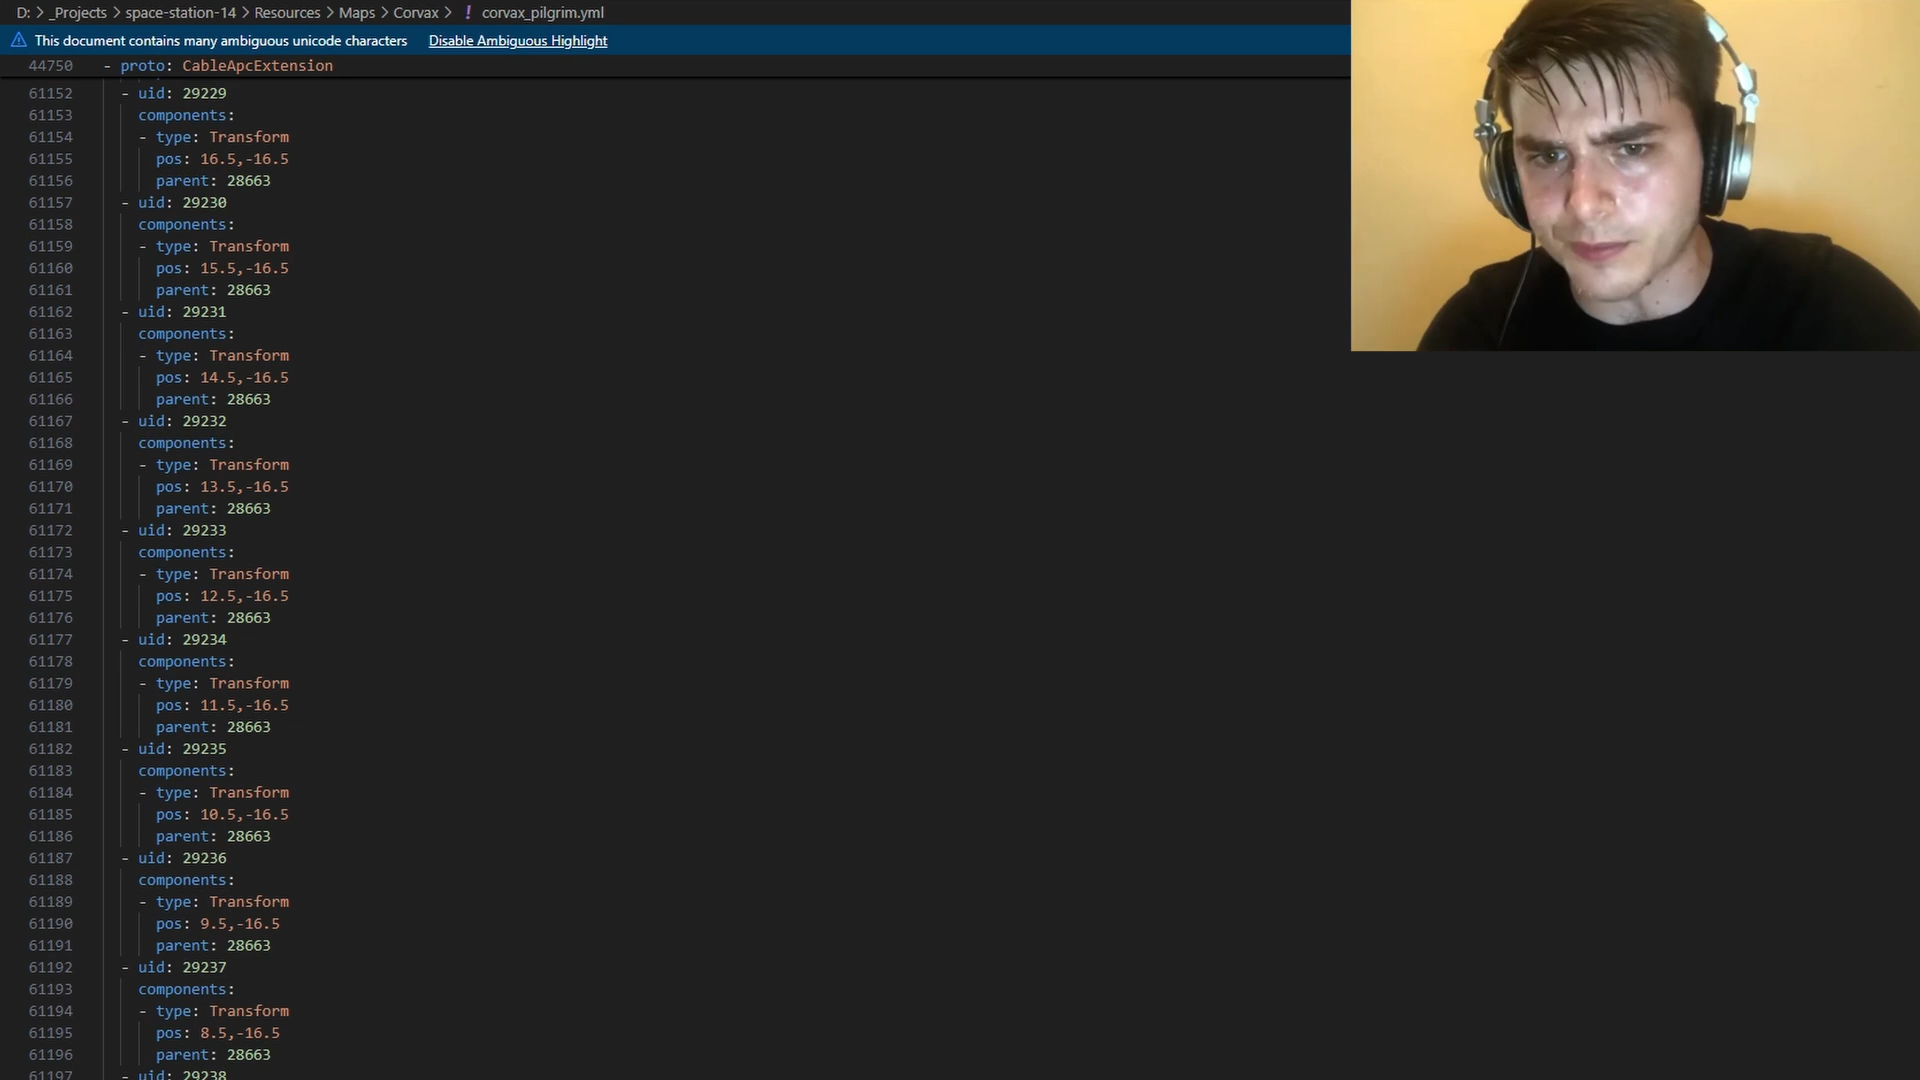 D: > _Projects > space-station-14 > Resources > Maps > Corvax > ! corvax_pilgrim.yml
This document contains many ambiguous unicode characters Disable Ambiguous Highlight
44750 - proto: CableApcExtension
61152 - uid: 29229
61153 components:
61154 - type: Transform
61155 pos: 16.5,-16.5
61156 parent: 28663
61157 - uid: 29230
61158 components:
61159 - type: Transform
61160 pos: 15.5,-16.5
61161 parent: 28663
61162 - uid: 29231
61163 components:
61164 - type: Transform
61165 pos: 14.5,-16.5
61166 parent: 28663
61167 - uid: 29232
61168 components:
61169 - type: Transform
61170 pos: 13.5,-16.5
61171 parent: 28663
61172 - uid: 29233
61173 components:
61174 - type: Transform
61175 pos: 12.5,-16.5
61176 parent: 28663
61177 - uid: 29234
61178 components:
61179 - type: Transform
61180 pos: 11.5,-16.5
61181 parent: 28663
61182 - uid: 29235
61183 components:
61184 - type: Transform
61185 pos: 10.5,-16.5
61186 parent: 28663
61187 - uid: 29236
61188 components:
61189 - type: Transform
61190 pos: 9.5,-16.5
61191 parent: 28663
61192 - uid: 29237
61193 components:
61194 - type: Transform
61195 pos: 8.5,-16.5
61196 parent: 28663
61197 - uid: 29238